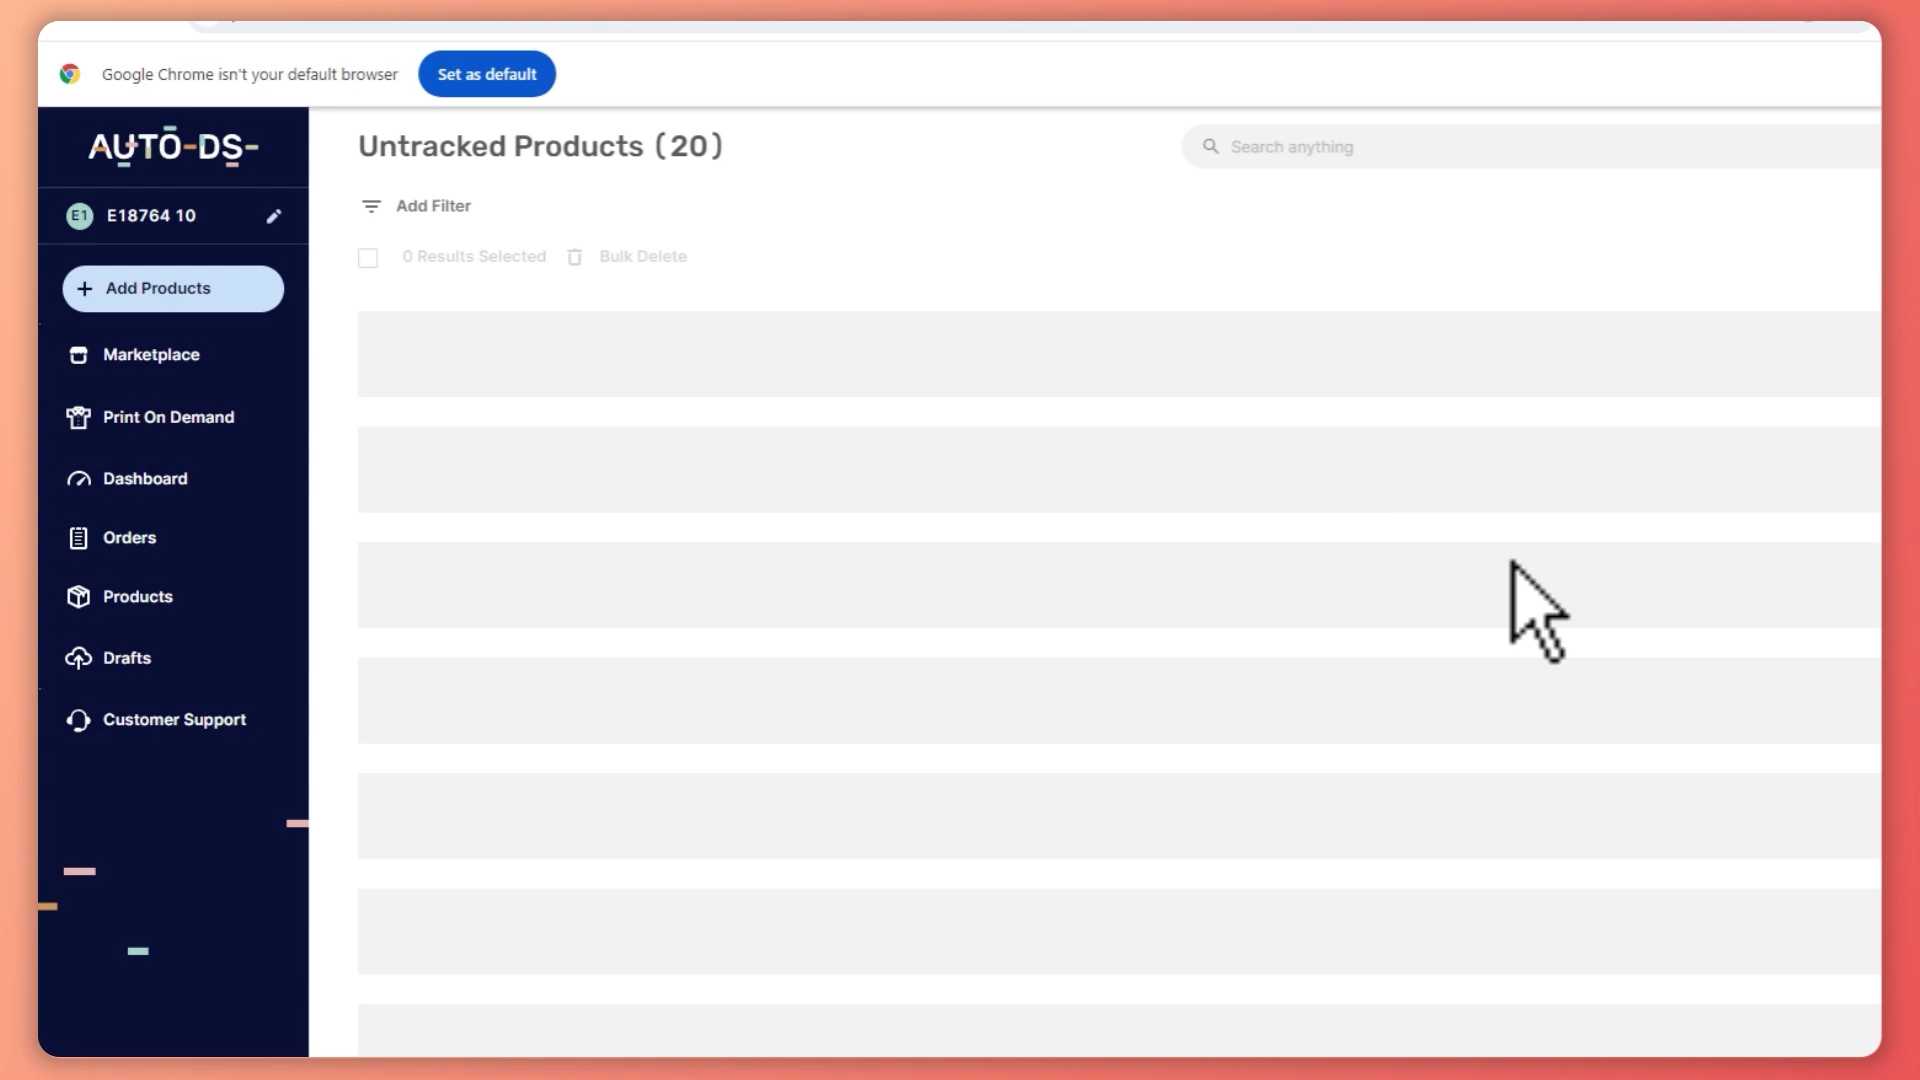 Google Chrome isn't your default browser
Set as default
AUTO-DS-
E1
E18764 10
Add Products
Marketplace
Print On Demand
Dashboard
Orders
Products
Drafts
Customer Support
Untracked Products (20)
Search anything
Add Filter
0 Results Selected
Bulk Delete